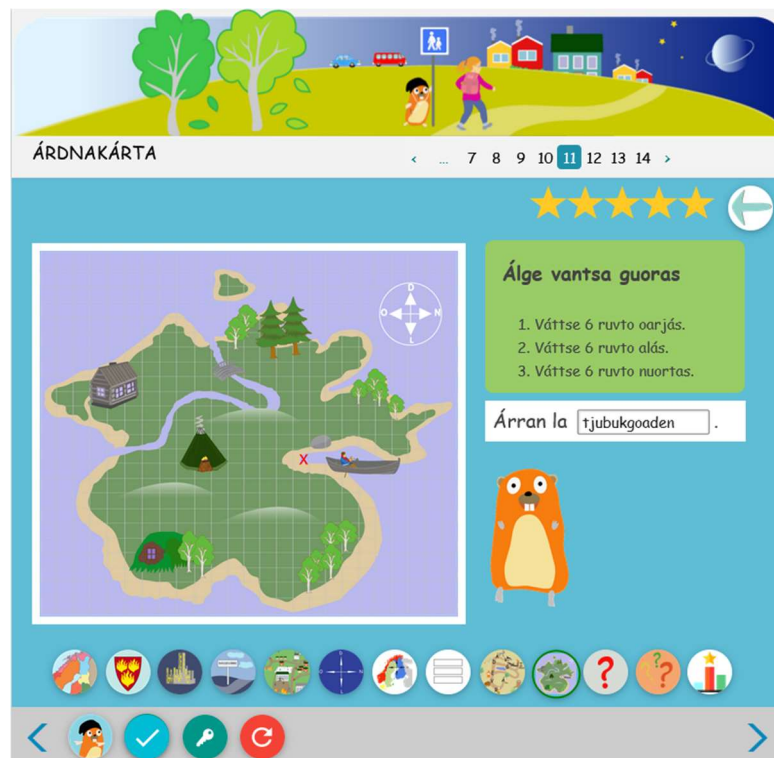 ÁRDNAKÁRTA
‹ ... 7 8 9 10 11 12 13 14 ›
D
O N
L
X
Álge vantsa guoras
1. Váttse 6 ruvto oarjás.
2. Váttse 6 ruvto alás.
3. Váttse 6 ruvto nuortas.
Árran la tjubukgoaden .